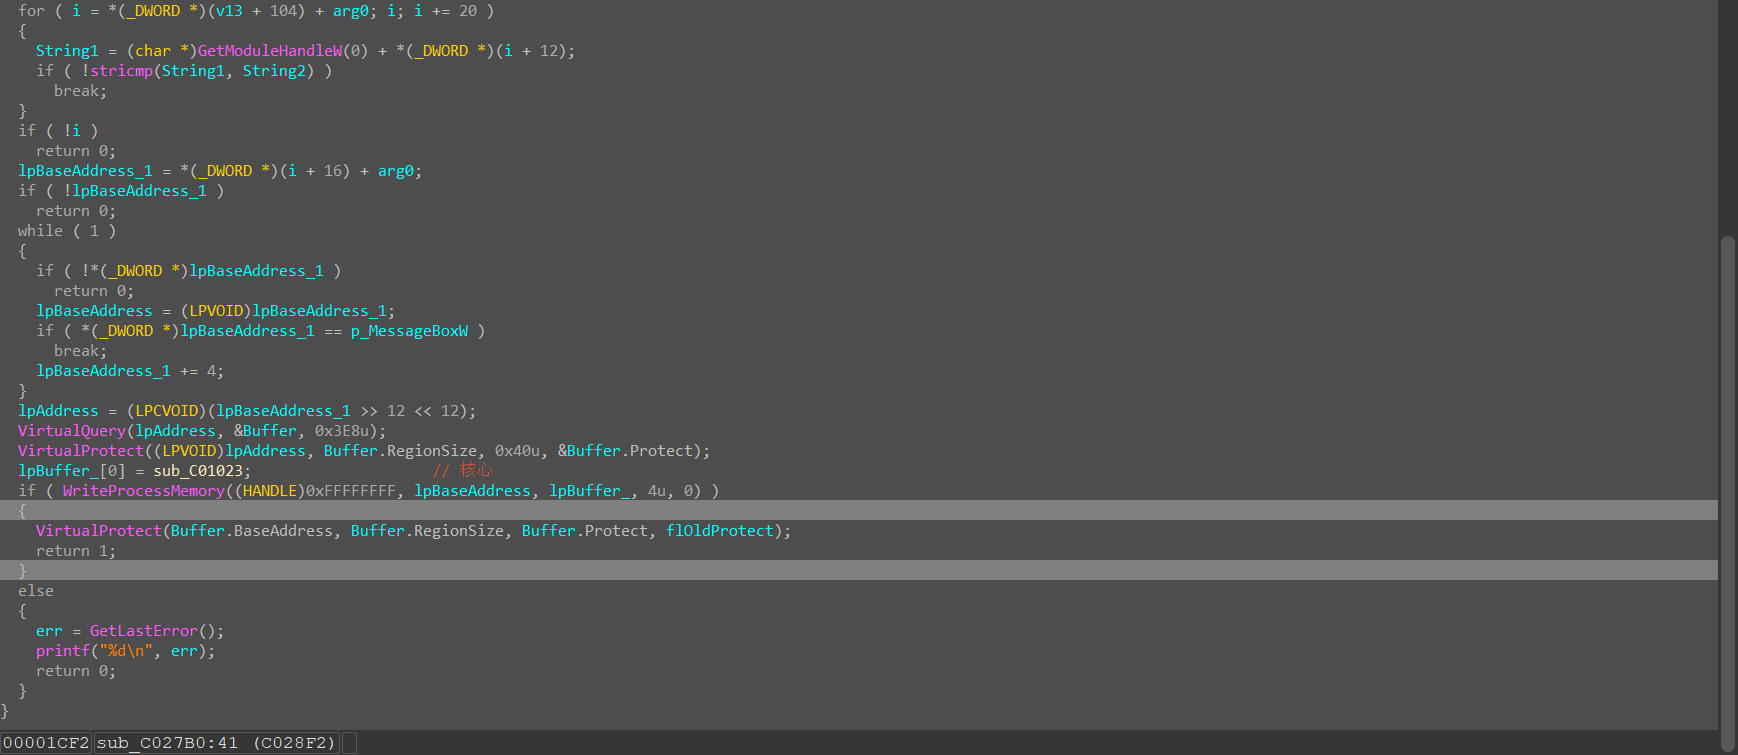 for ( i = *(_DWORD *)(v13 + 104) + arg0; i; i += 20 )
{
String1 = (char *)GetModuleHandleW(0) + *(_DWORD *)(i + 12);
if ( !stricmp(String1, String2) )
break;
}
if ( !i )
return 0;
lpBaseAddress_1 = *(_DWORD *)(i + 16) + arg0;
if ( !lpBaseAddress_1 )
return 0;
while ( 1 )
{
if ( !*(_DWORD *)lpBaseAddress_1 )
return 0;
lpBaseAddress = (LPVOID)lpBaseAddress_1;
if ( *(_DWORD *)lpBaseAddress_1 == p_MessageBoxW )
break;
lpBaseAddress_1 += 4;
}
lpAddress = (LPCVOID)(lpBaseAddress_1 >> 12 << 12);
VirtualQuery(lpAddress, &Buffer, 0x3E8u);
VirtualProtect((LPVOID)lpAddress, Buffer.RegionSize, 0x40u, &Buffer.Protect);
lpBuffer_[0] = sub_C01023; // 核心
if ( WriteProcessMemory((HANDLE)0xFFFFFFFF, lpBaseAddress, lpBuffer_, 4u, 0) )
{
VirtualProtect(Buffer.BaseAddress, Buffer.RegionSize, Buffer.Protect, flOldProtect);
return 1;
}
else
{
err = GetLastError();
printf("%d\n", err);
return 0;
}
}
00001CF2 sub_C027B0:41 (C028F2)